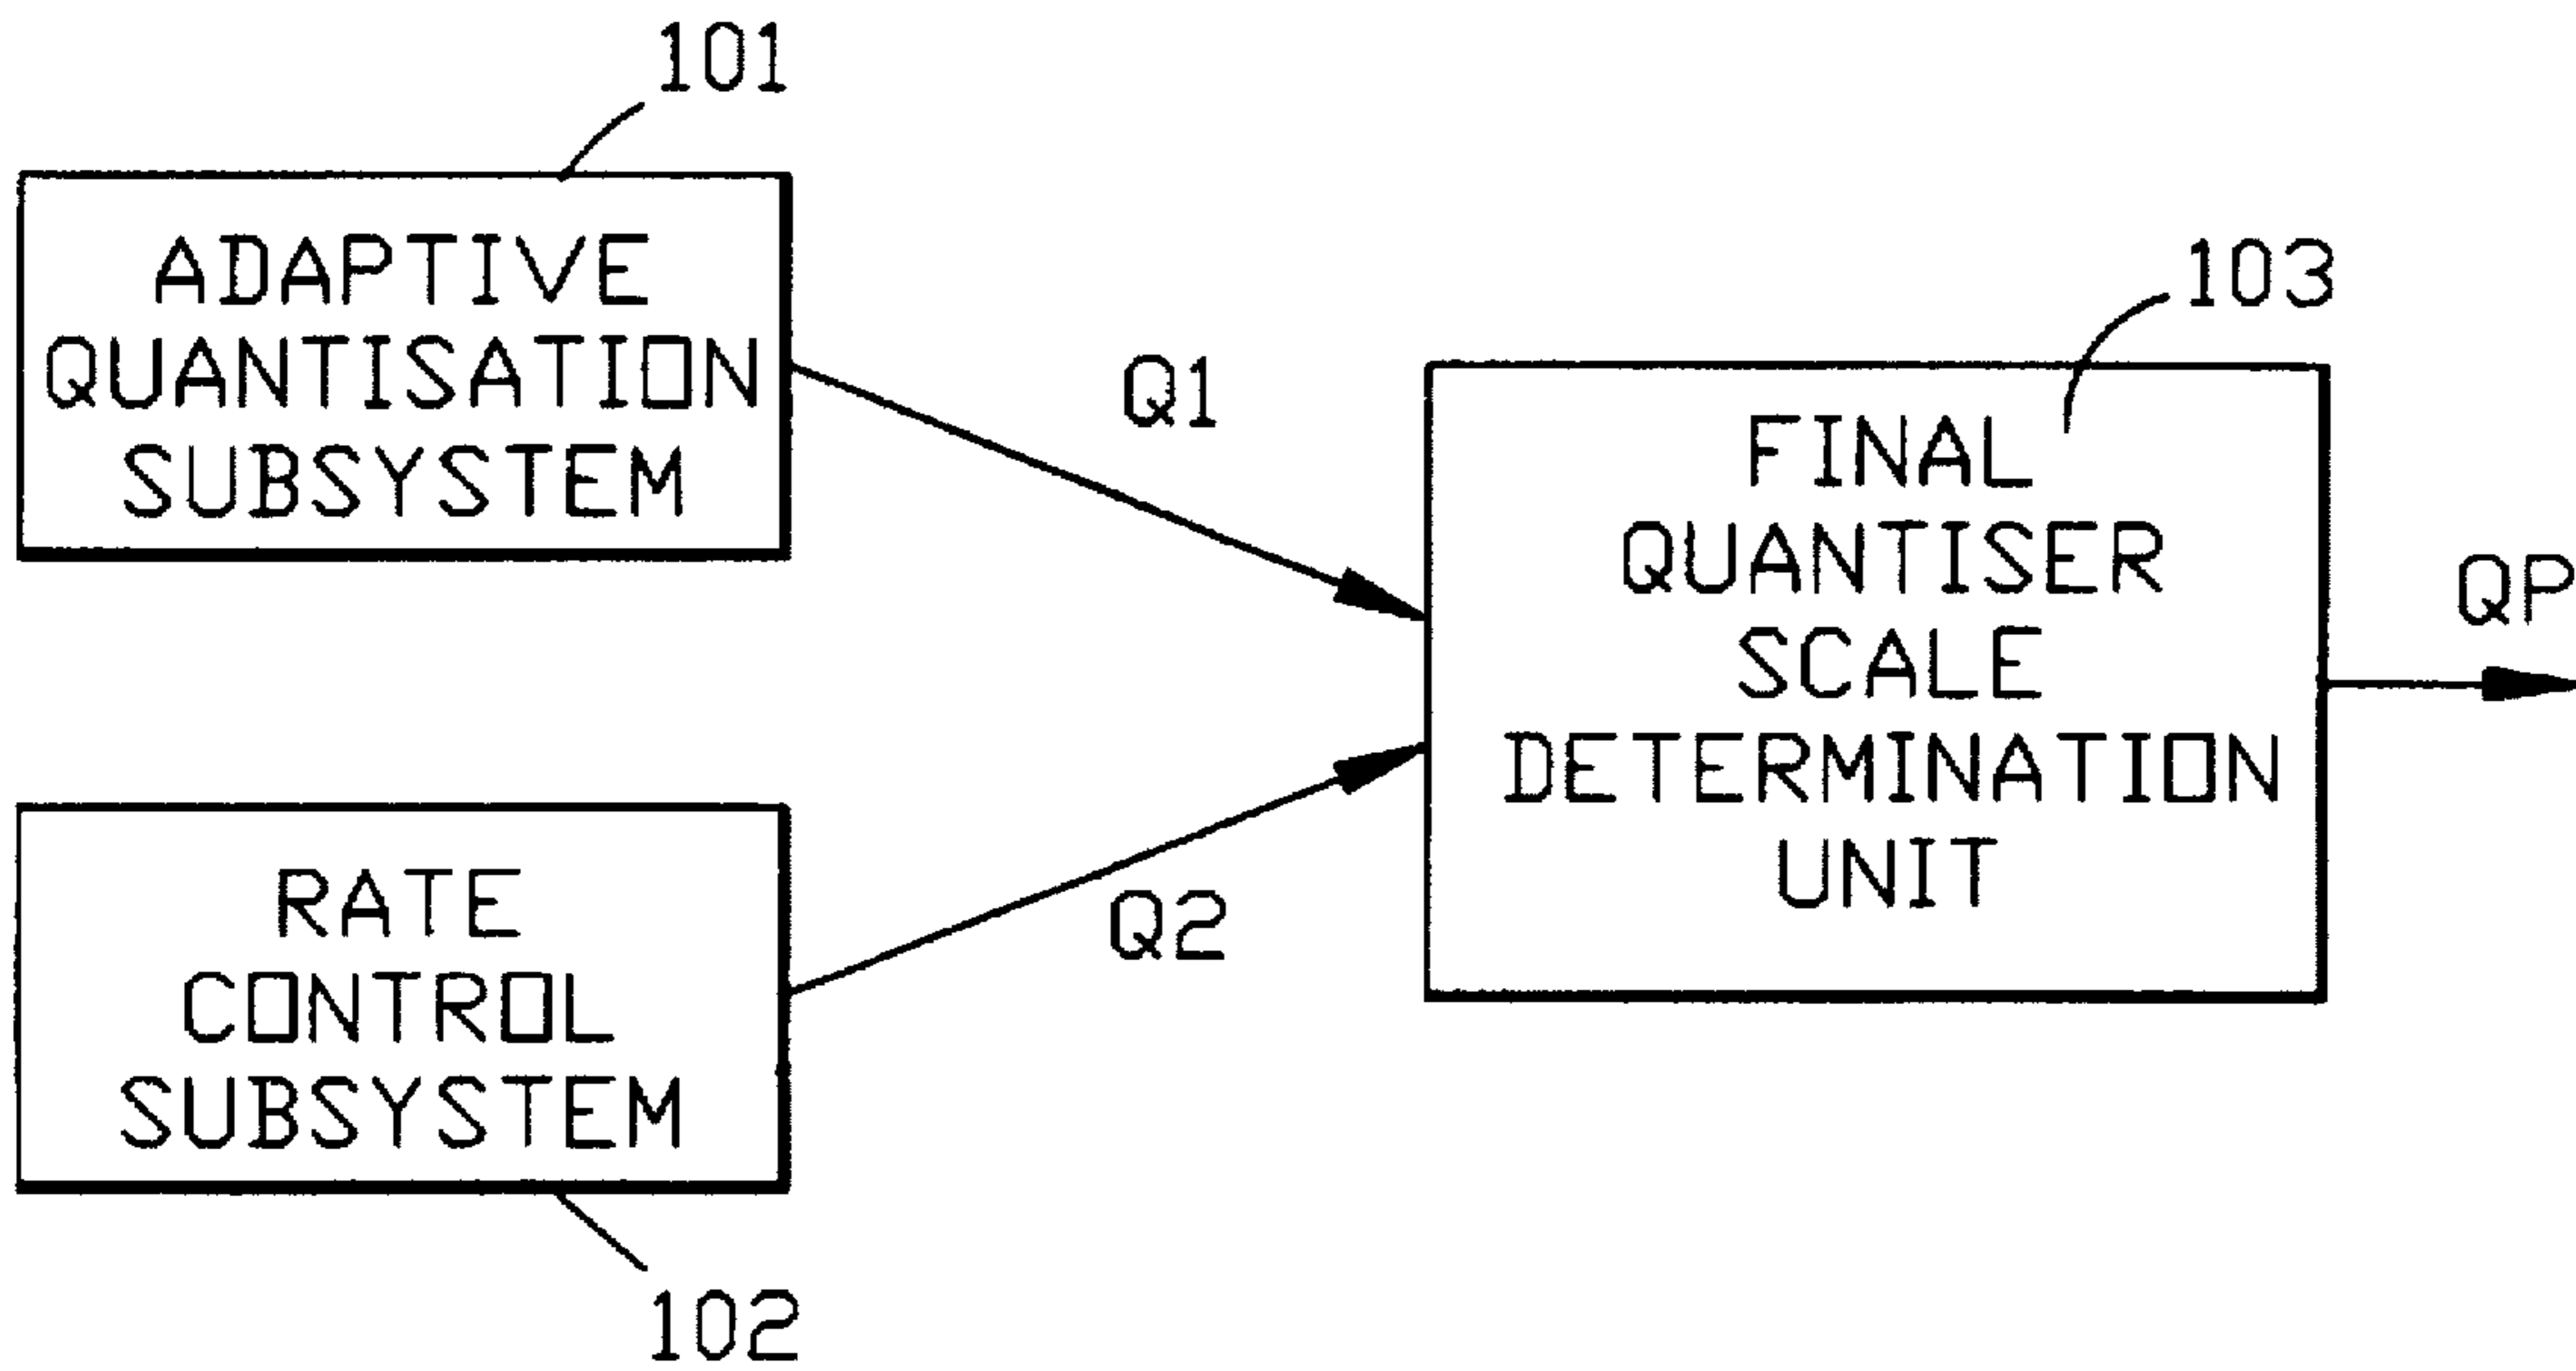 101
ADAPTIVE
QUANTISATION
SUBSYSTEM
Q1
103
FINAL
QUANTISER
SCALE
DETERMINATION
UNIT
QP
RATE
CONTROL
SUBSYSTEM
Q2
102